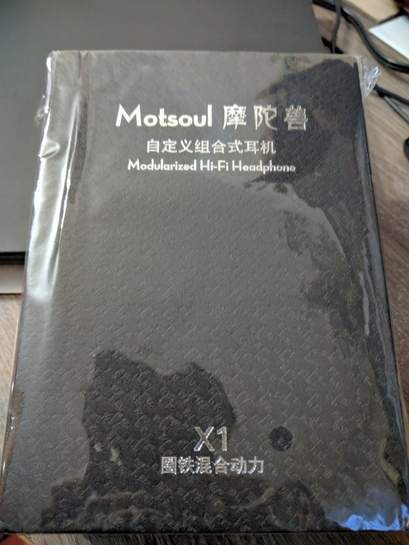 Motsoul 摩陀兽
自定义组合式耳机
Modularized Hi-Fi Headphone
X1
圈铁混合动力